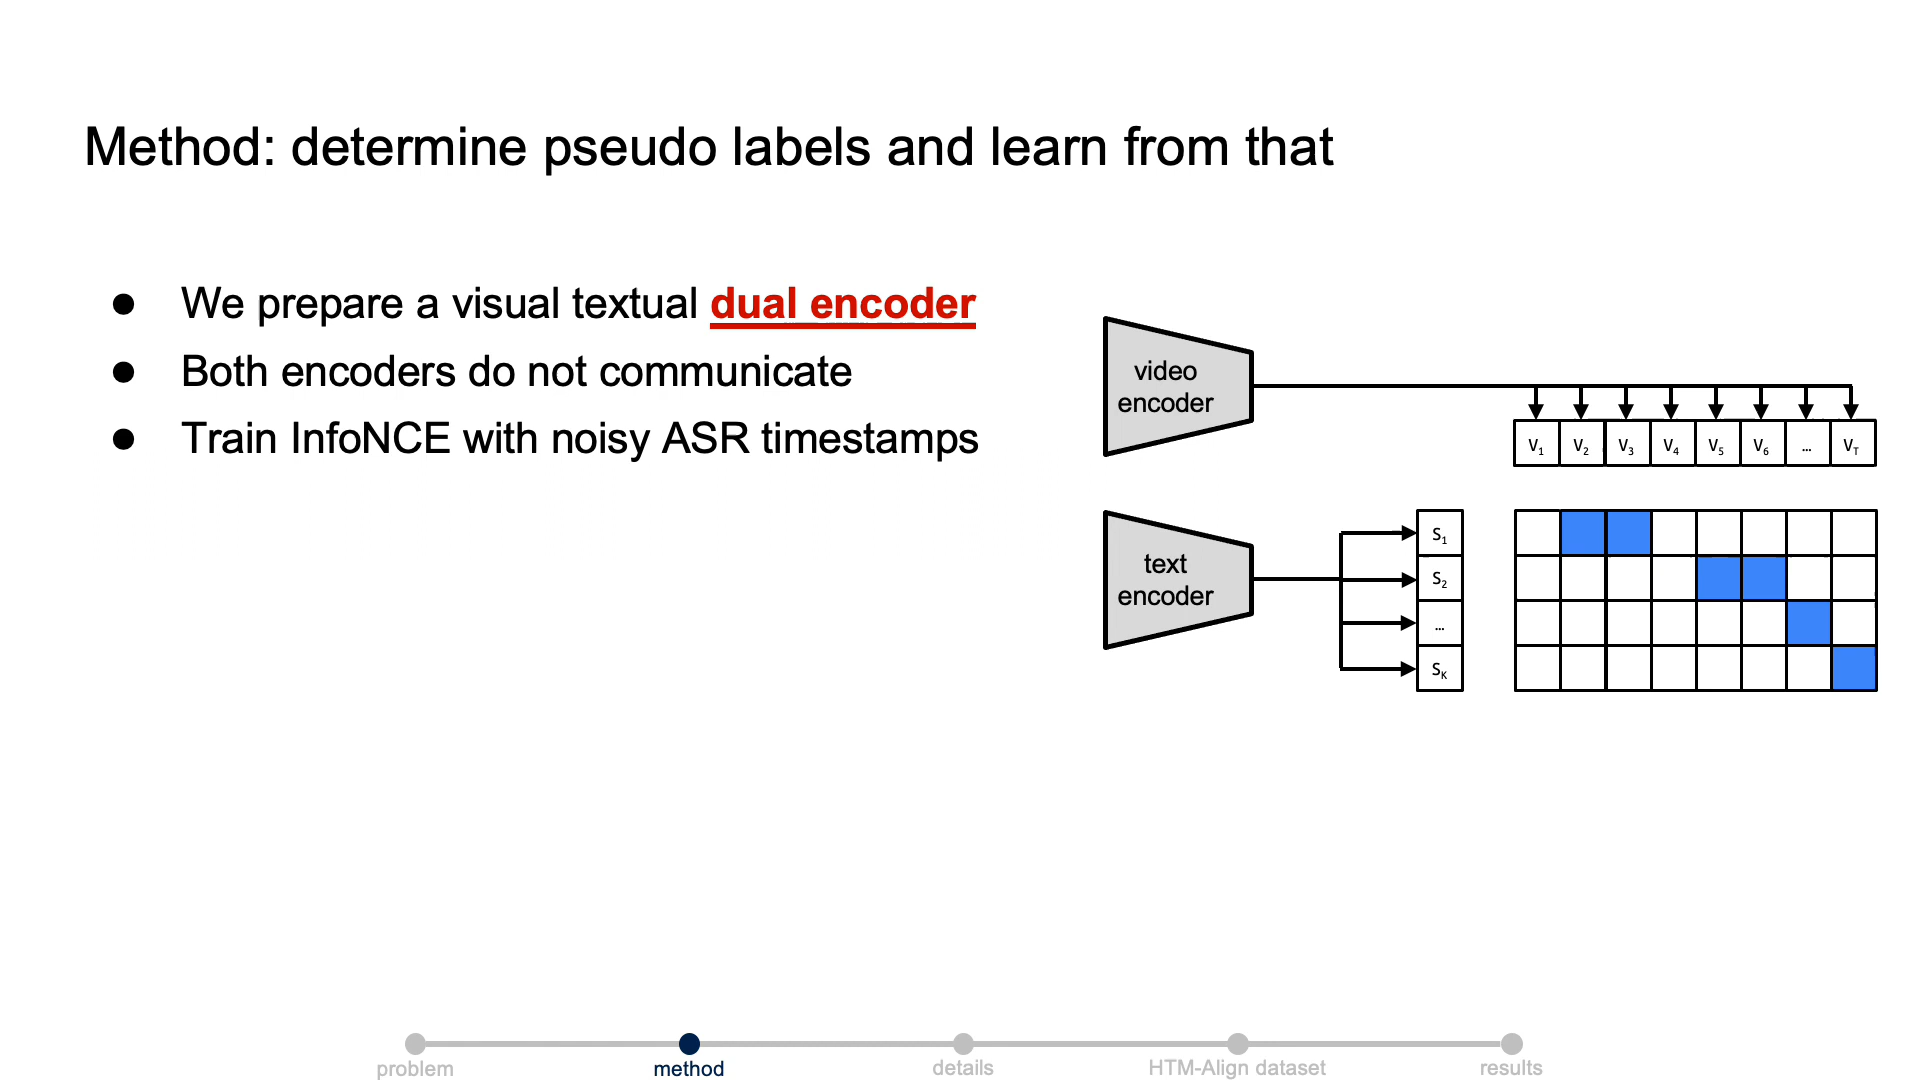 Method: determine pseudo labels and learn from that
● We prepare a visual textual dual encoder
● Both encoders do not communicate
● Train InfoNCE with noisy ASR timestamps
video
encoder
V₁ V₂ V₃ V₄ V₅ V₆ ... V_T
text
encoder
S₁
S₂
...
S_K
problem method details HTM-Align dataset results